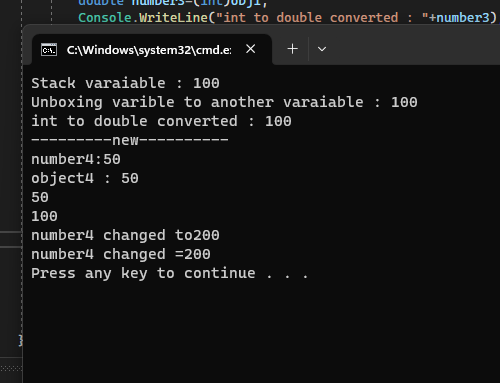 double number3=(int)obj1;
Console.WriteLine("int to double converted : "+number3)
C:\Windows\system32\cmd.e:
Stack varaiable : 100
Unboxing varible to another varaiable : 100
int to double converted : 100
---------new----------
number4:50
object4 : 50
50
100
number4 changed to200
number4 changed =200
Press any key to continue . . .
}